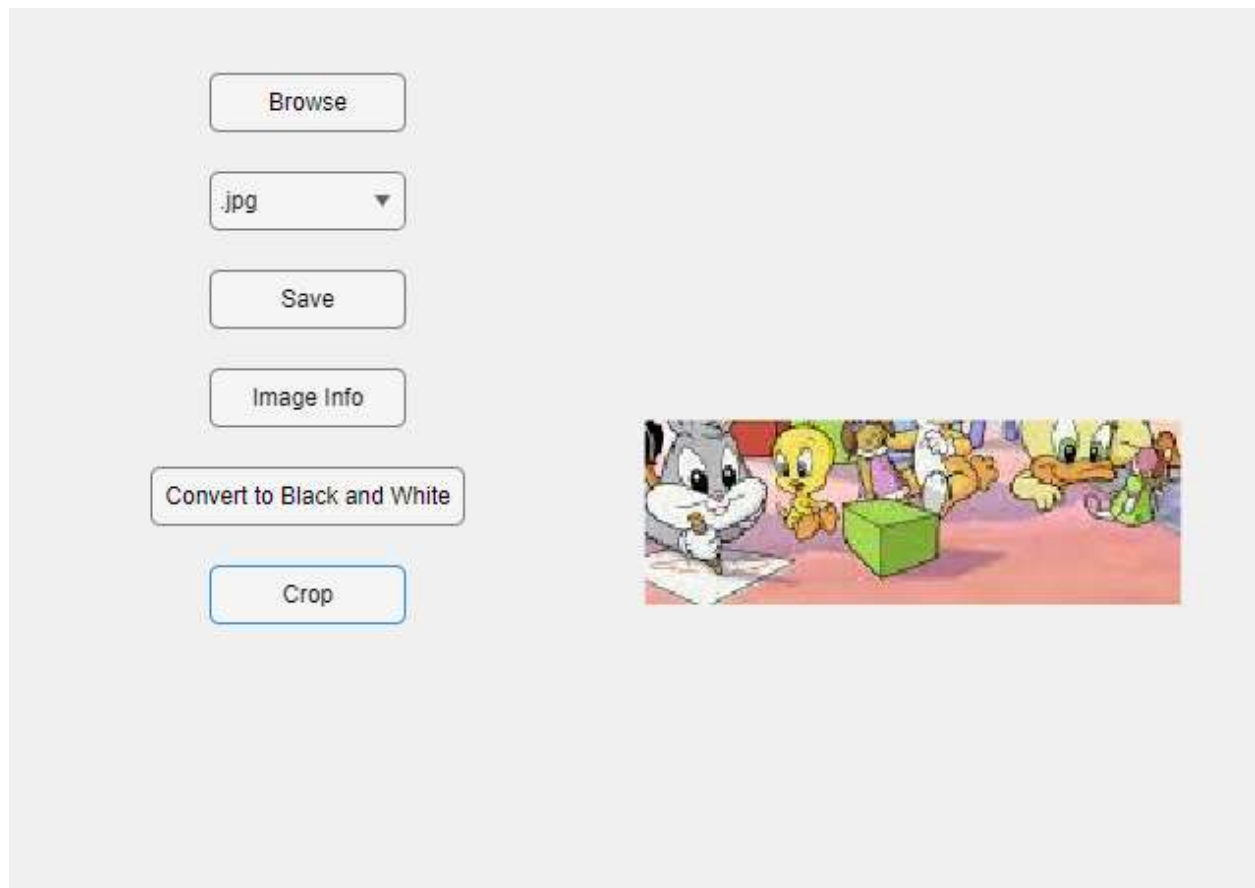 Browse
.jpg
Save
Image Info
Convert to Black and White
Crop